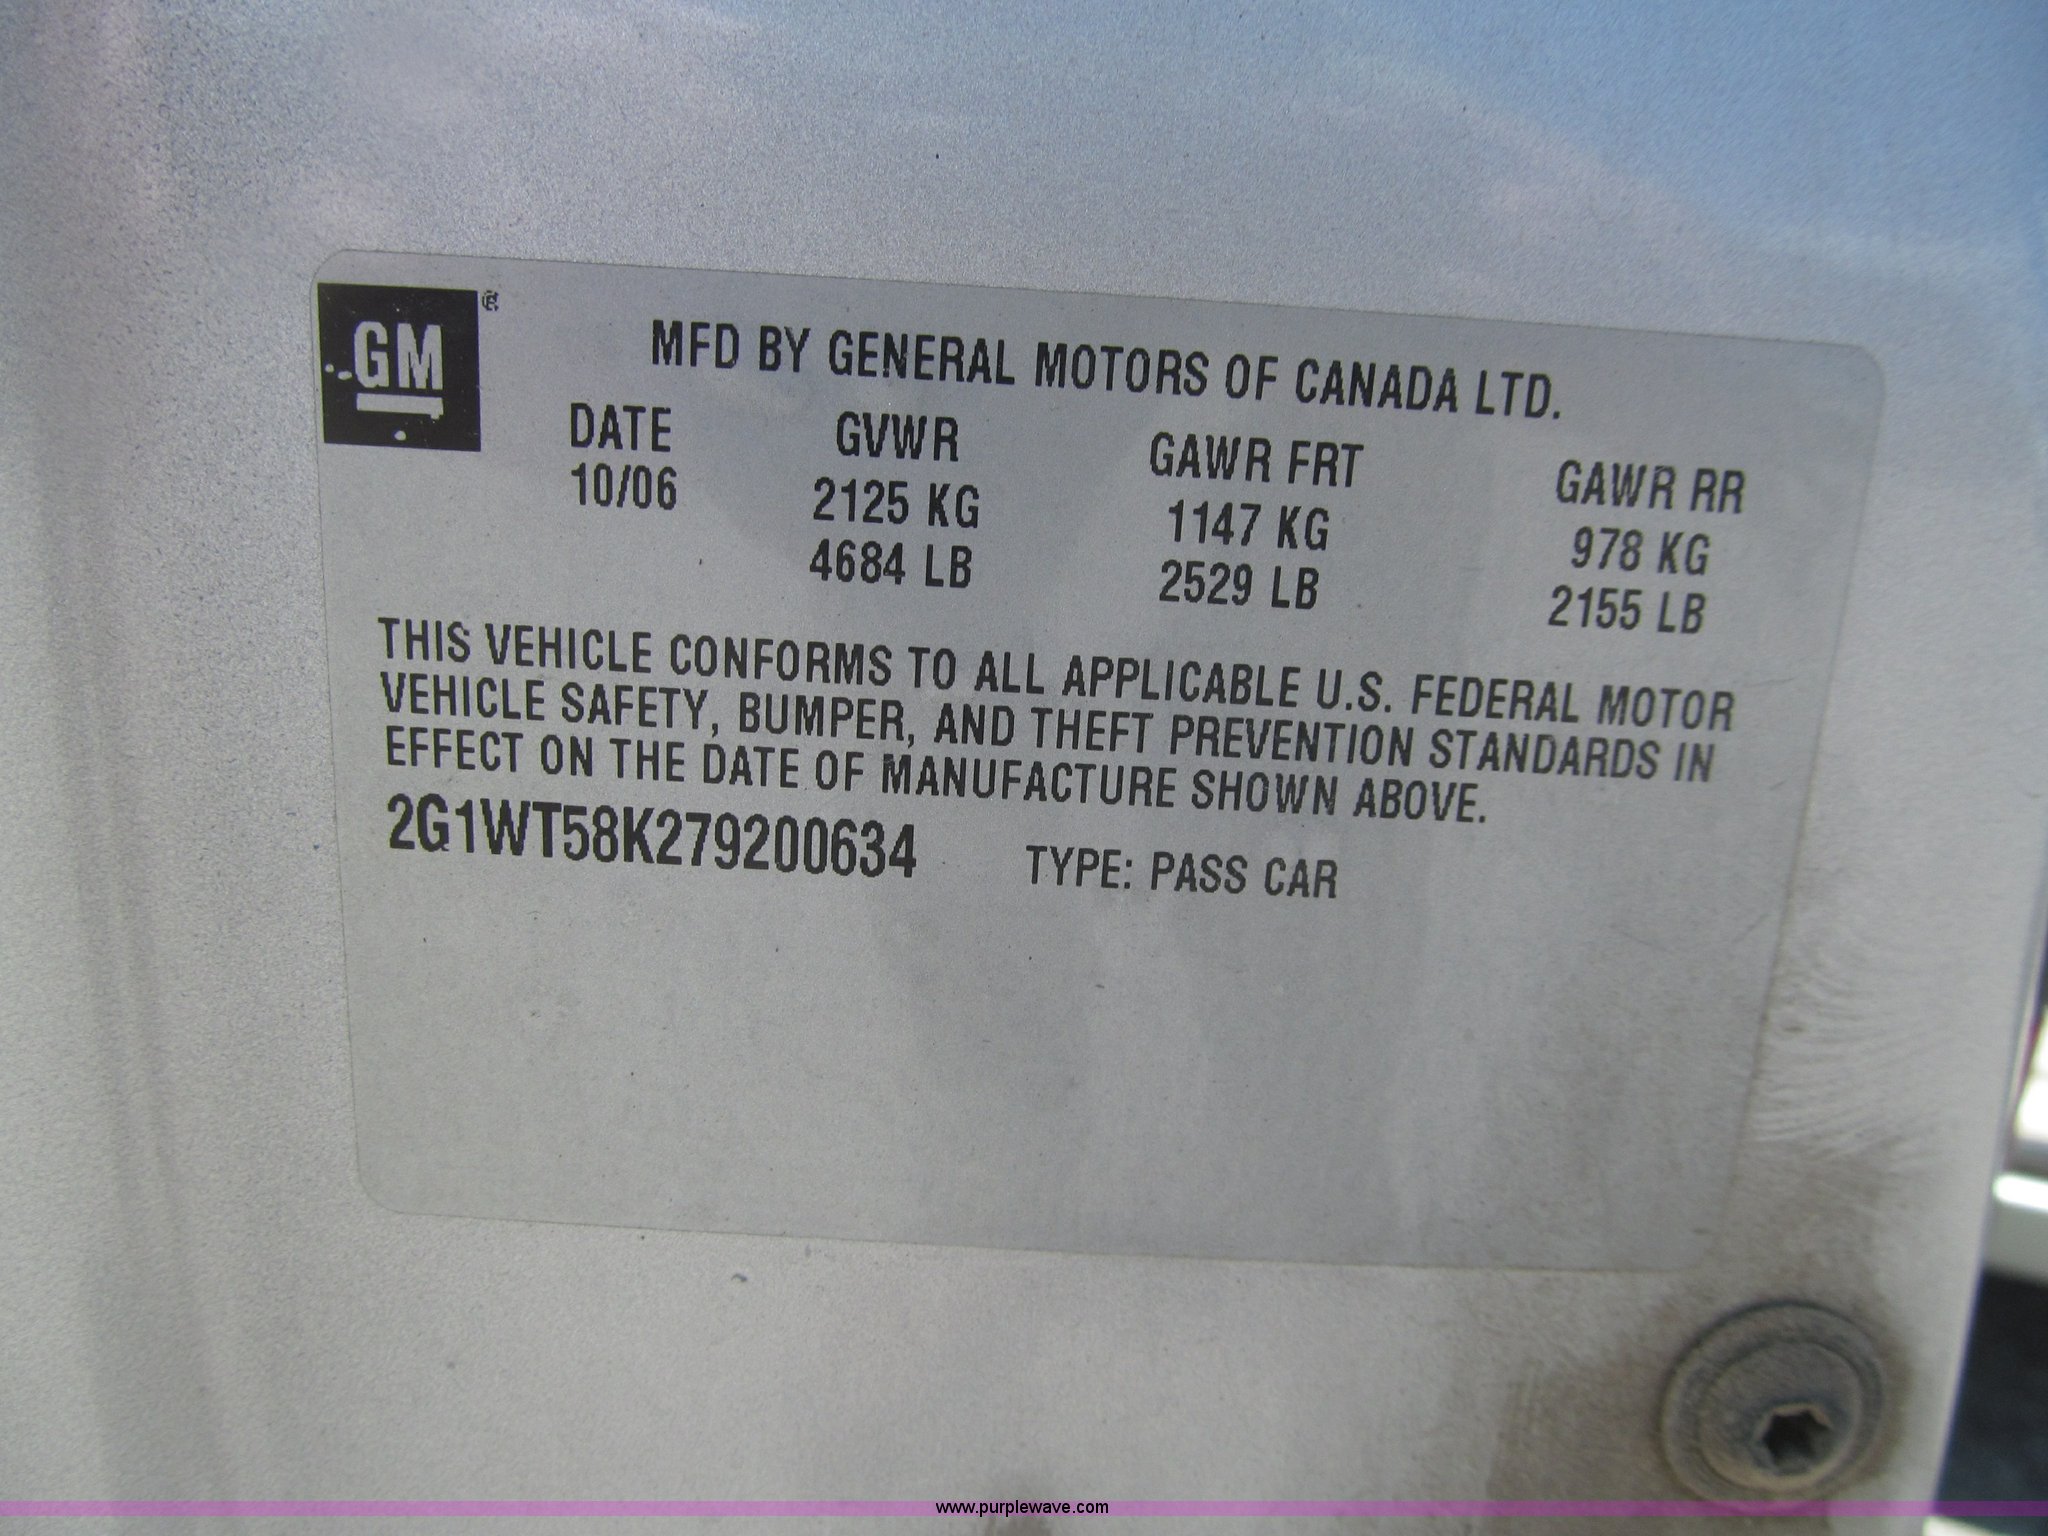 GM ®
MFD BY GENERAL MOTORS OF CANADA LTD.
DATE GVWR GAWR FRT GAWR RR
10/06 2125 KG 1147 KG 978 KG
4684 LB 2529 LB 2155 LB
THIS VEHICLE CONFORMS TO ALL APPLICABLE U.S. FEDERAL MOTOR
VEHICLE SAFETY, BUMPER, AND THEFT PREVENTION STANDARDS IN
EFFECT ON THE DATE OF MANUFACTURE SHOWN ABOVE.
2G1WT58K279200634 TYPE: PASS CAR
www.purplewave.com